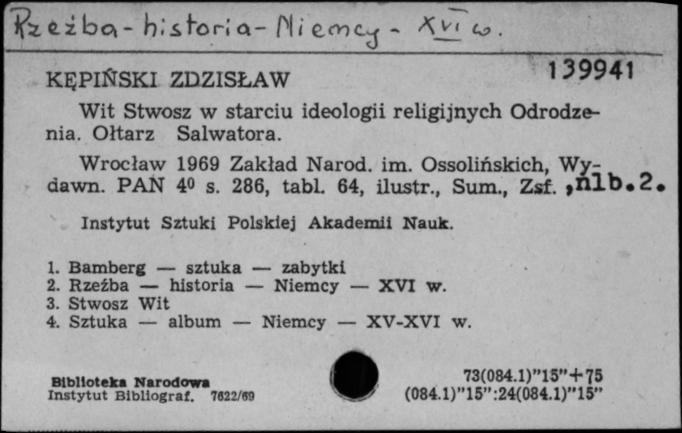 Rzeźba - historia - Niemcy - XVI w.
139941
KĘPIŃSKI ZDZISŁAW
Wit Stwosz w starciu ideologii religijnych Odrodze-
nia. Ołtarz Salwatora.
Wrocław 1969 Zakład Narod. im. Ossolińskich, Wy-
dawn. PAN 4⁰ s. 286, tabl. 64, ilustr., Sum., Zsf. ,nlb.2.
Instytut Sztuki Polskiej Akademii Nauk.
1. Bamberg — sztuka — zabytki
2. Rzeźba — historia — Niemcy — XVI w.
3. Stwosz Wit
4. Sztuka — album — Niemcy — XV-XVI w.
73(084.1)"15"+75
(084.1)"15":24(084.1)"15"
Biblioteka Narodowa
Instytut Bibliograf. 7622/69